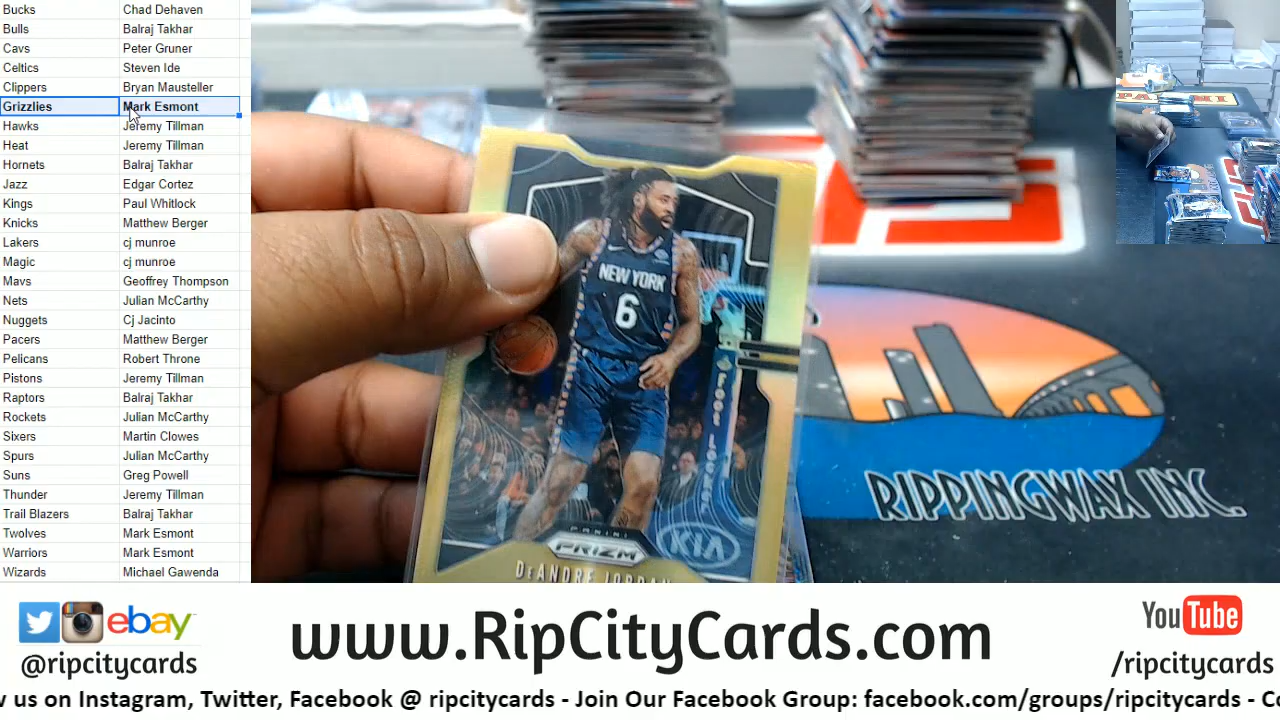 Bucks Chad Dehaven
Bulls Balraj Takhar
Cavs Peter Gruner
Celtics Steven Ide
Clippers Bryan Mausteller
Grizzlies Mark Esmont
Hawks Jeremy Tillman
Heat Jeremy Tillman
Hornets Balraj Takhar
Jazz Edgar Cortez
Kings Paul Whitlock
Knicks Matthew Berger
Lakers cj munroe
Magic cj munroe
Mavs Geoffrey Thompson
Nets Julian McCarthy
Nuggets Cj Jacinto
Pacers Matthew Berger
Pelicans Robert Throne
Pistons Jeremy Tillman
Raptors Balraj Takhar
Rockets Julian McCarthy
Sixers Martin Clowes
Spurs Julian McCarthy
Suns Greg Powell
Thunder Jeremy Tillman
Trail Blazers Balraj Takhar
Twolves Mark Esmont
Warriors Mark Esmont
Wizards Michael Gawenda
PANINI
NEW YORK
6
FOOT LOCKER
PANINI
PRIZM
KIA
DeANDRE JORDAN
RIPPINGWAX INC.
ebay
@ripcitycards
www.RipCityCards.com
YouTube
/ripcitycards
w us on Instagram, Twitter, Facebook @ ripcitycards - Join Our Facebook Group: facebook.com/groups/ripcitycards - Co